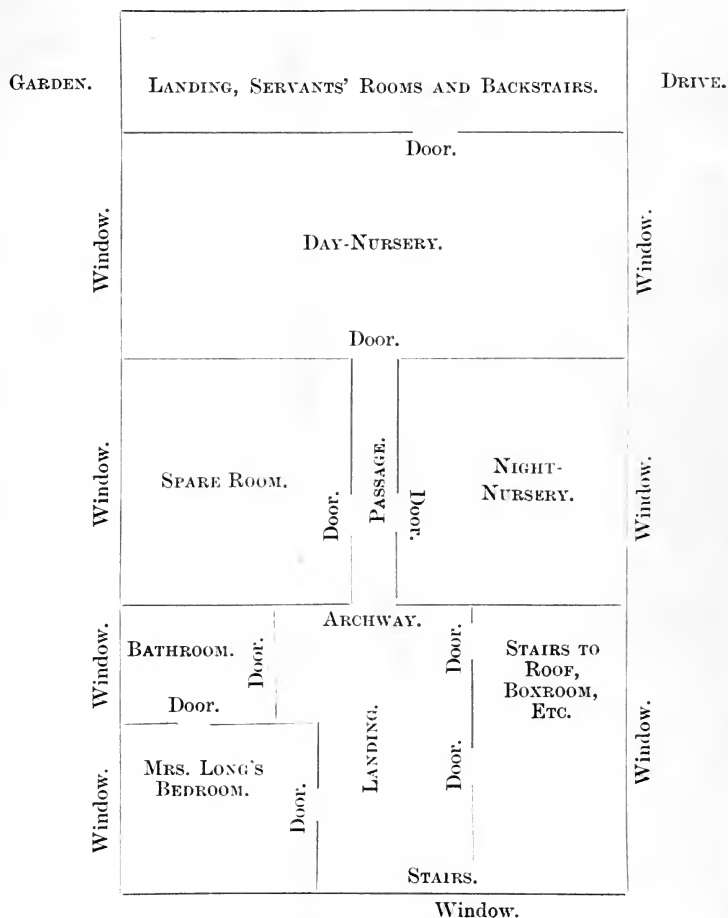 GARDEN.
LANDING, SERVANTS' ROOMS AND BACKSTAIRS.
DRIVE.
Door.
Window.
DAY-NURSERY.
Window.
Door.
Window.
SPARE ROOM.
Door.
PASSAGE.
Door.
NIGHT-
NURSERY.
Window.
ARCHWAY.
Window.
BATHROOM.
Door.
Door.
Door.
STAIRS TO
ROOF,
BOXROOM,
ETC.
Window.
LANDING.
Door.
Window.
MRS. LONG'S
BEDROOM.
Door.
STAIRS.
Window.